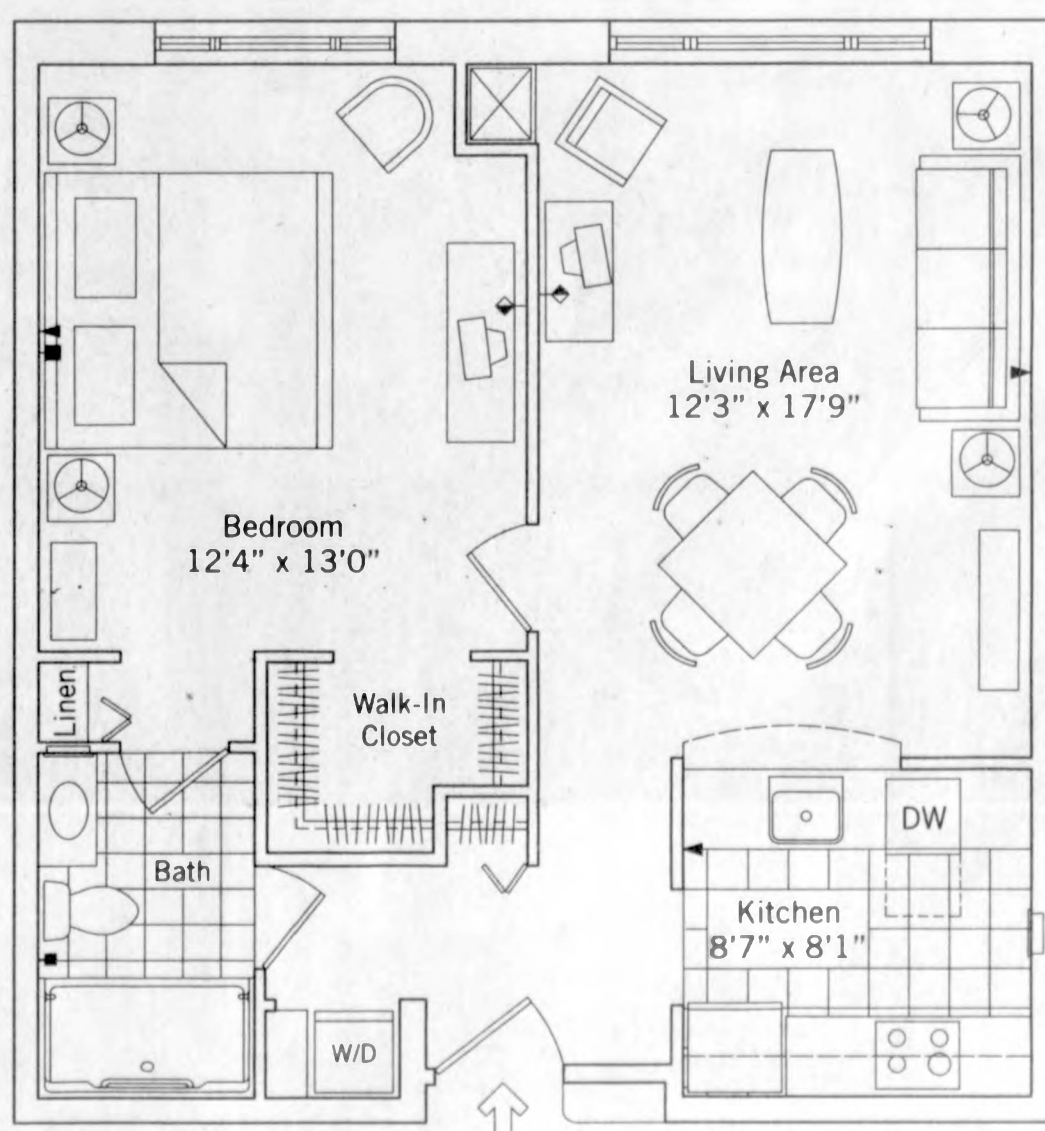 Living Area
12'3" x 17'9"
Bedroom
12'4" x 13'0"
Linen
Walk-In
Closet
DW
Bath
Kitchen
8'7" x 8'1"
W/D